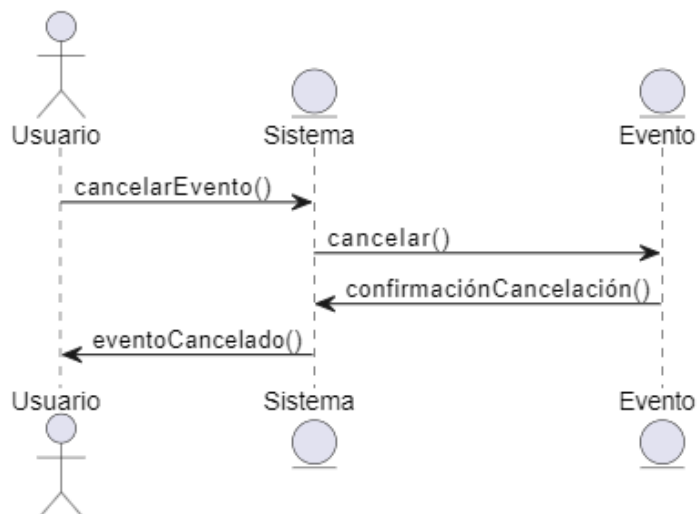 Usuario Sistema Evento
cancelarEvento()
cancelar()
confirmaciónCancelación()
eventoCancelado()
Usuario Sistema Evento